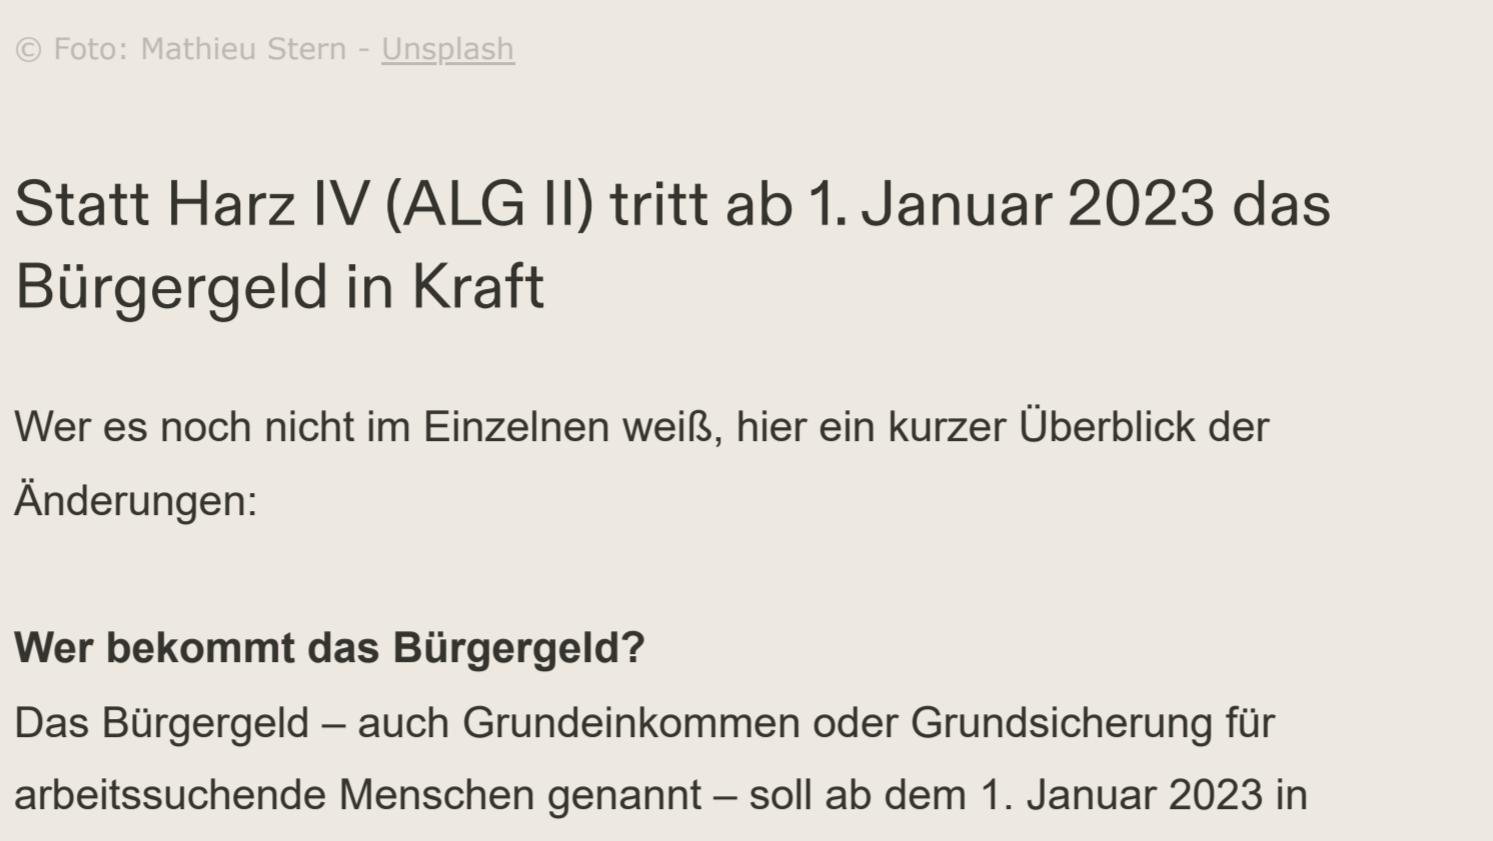 © Foto: Mathieu Stern - Unsplash
Statt Harz IV (ALG II) tritt ab 1. Januar 2023 das
Bürgergeld in Kraft
Wer es noch nicht im Einzelnen weiß, hier ein kurzer Überblick der
Änderungen:
Wer bekommt das Bürgergeld?
Das Bürgergeld – auch Grundeinkommen oder Grundsicherung für
arbeitssuchende Menschen genannt – soll ab dem 1. Januar 2023 in